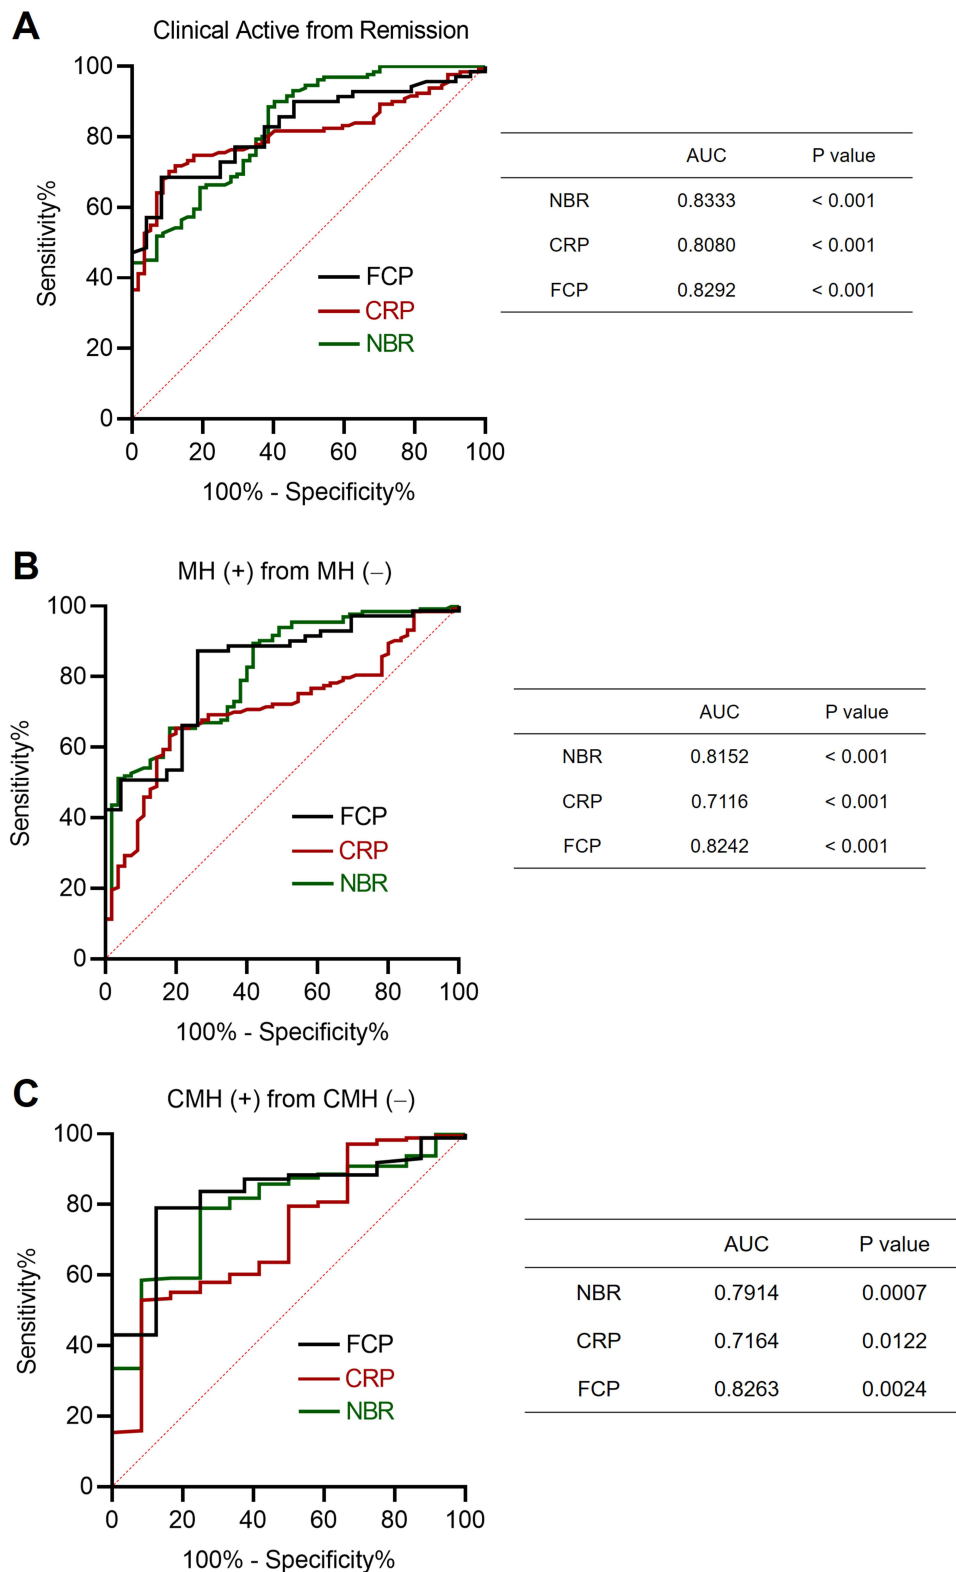 A
Clinical Active from Remission
100
80
60
40
20
0
Sensitivity%
FCP
CRP
NBR
0 20 40 60 80 100
100% - Specificity%
AUC P value
NBR 0.8333 < 0.001
CRP 0.8080 < 0.001
FCP 0.8292 < 0.001
B
MH (+) from MH (−)
100
80
60
40
20
0
Sensitivity%
FCP
CRP
NBR
0 20 40 60 80 100
100% - Specificity%
AUC P value
NBR 0.8152 < 0.001
CRP 0.7116 < 0.001
FCP 0.8242 < 0.001
C
CMH (+) from CMH (−)
100
80
60
40
20
0
Sensitivity%
FCP
CRP
NBR
0 20 40 60 80 100
100% - Specificity%
AUC P value
NBR 0.7914 0.0007
CRP 0.7164 0.0122
FCP 0.8263 0.0024